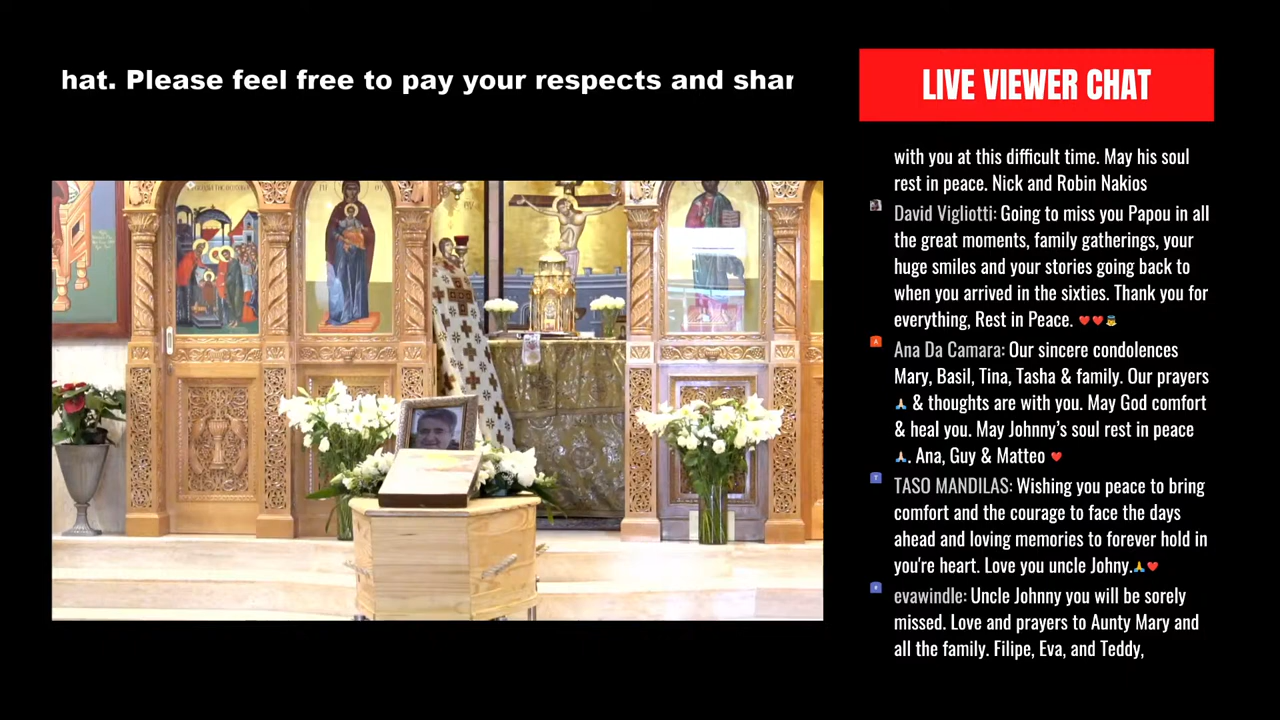 hat. Please feel free to pay your respects and shar
LIVE VIEWER CHAT
with you at this difficult time. May his soul
rest in peace. Nick and Robin Nakios
David Vigliotti: Going to miss you Papou in all
the great moments, family gatherings, your
huge smiles and your stories going back to
when you arrived in the sixties. Thank you for
everything, Rest in Peace. ❤️❤️👼
Ana Da Camara: Our sincere condolences
Mary, Basil, Tina, Tasha & family. Our prayers
🙏 & thoughts are with you. May God comfort
& heal you. May Johnny’s soul rest in peace
🙏. Ana, Guy & Matteo ❤️
TASO MANDILAS: Wishing you peace to bring
comfort and the courage to face the days
ahead and loving memories to forever hold in
you're heart. Love you uncle Johny.🙏❤️
evawindle: Uncle Johnny you will be sorely
missed. Love and prayers to Aunty Mary and
all the family. Filipe, Eva, and Teddy,